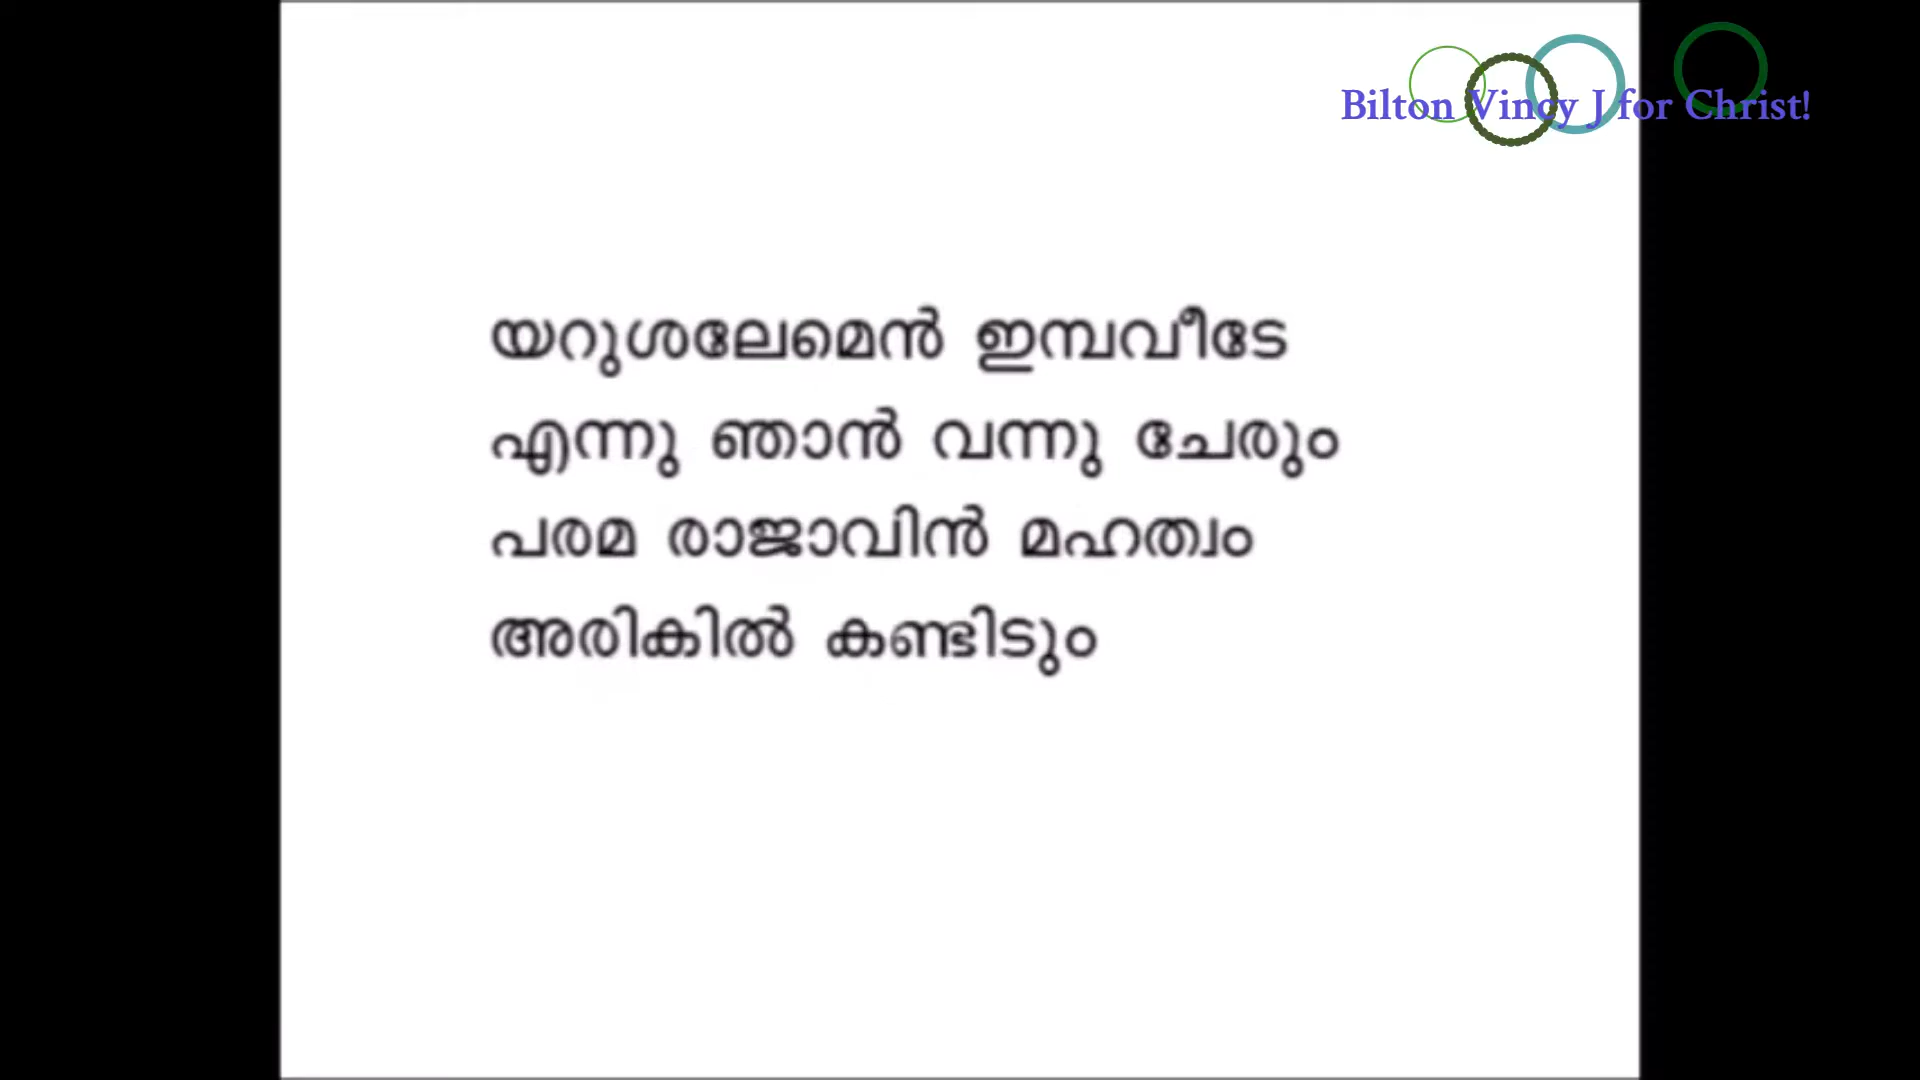 Bilton Vincy J for Christ!
യറുശലേമെൻ ഇമ്പവീടേ
എന്നു ഞാൻ വന്നു ചേരും
പരമ രാജാവിൻ മഹത്വം
അരികിൽ കണ്ടിടും